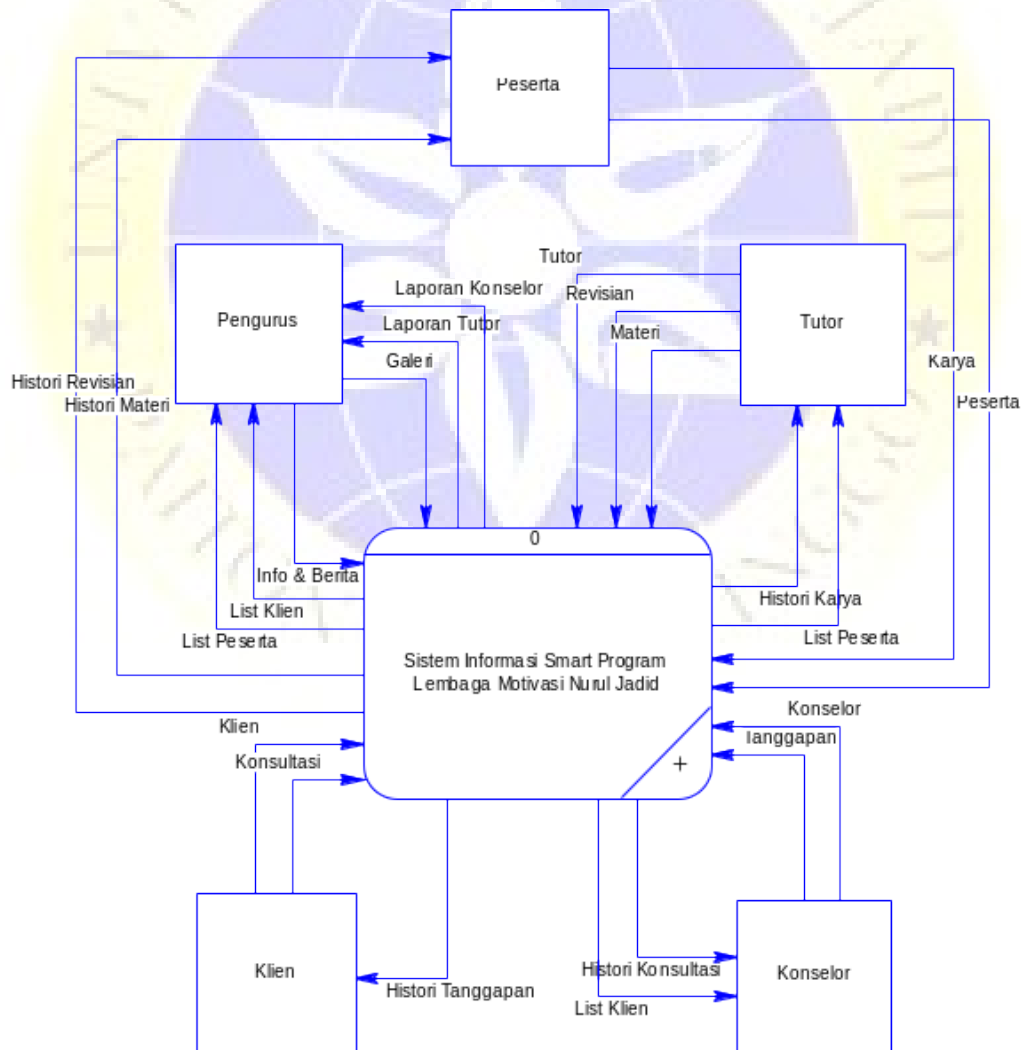 Peserta
Tutor
Laporan Konselor
Revisian
Pengurus
Laporan Tutor
Tutor
Materi
Galeri
Karya
Histori Revisian
Histori Materi
Peserta
0
Info & Berita
Histori Karya
List Klien
List Peserta
List Peserta
Sistem Informasi Smart Program
Lembaga Motivasi Nurul Jadid
Konselor
Klien
Tanggapan
Konsultasi
+
Klien
Histori Konsultasi
Konselor
Histori Tanggapan
List Klien